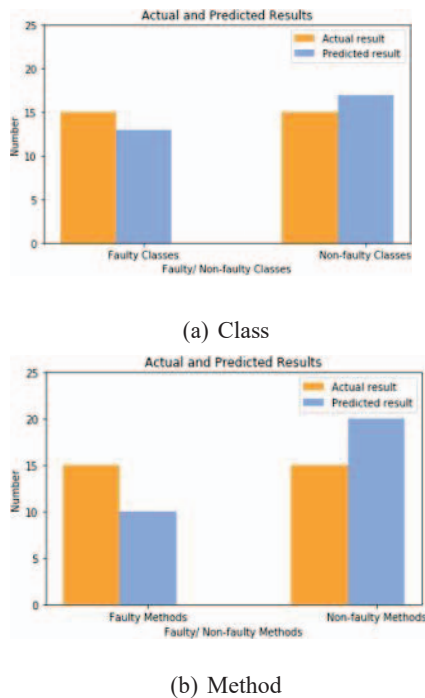 Actual and Predicted Results
25
20
15
10
5
0
Number
Actual result
Predicted result
Faulty Classes
Non-faulty Classes
Faulty/ Non-faulty Classes
(a) Class
Actual and Predicted Results
25
20
15
10
5
0
Number
Actual result
Predicted result
Faulty Methods
Non-faulty Methods
Faulty/ Non-faulty Methods
(b) Method